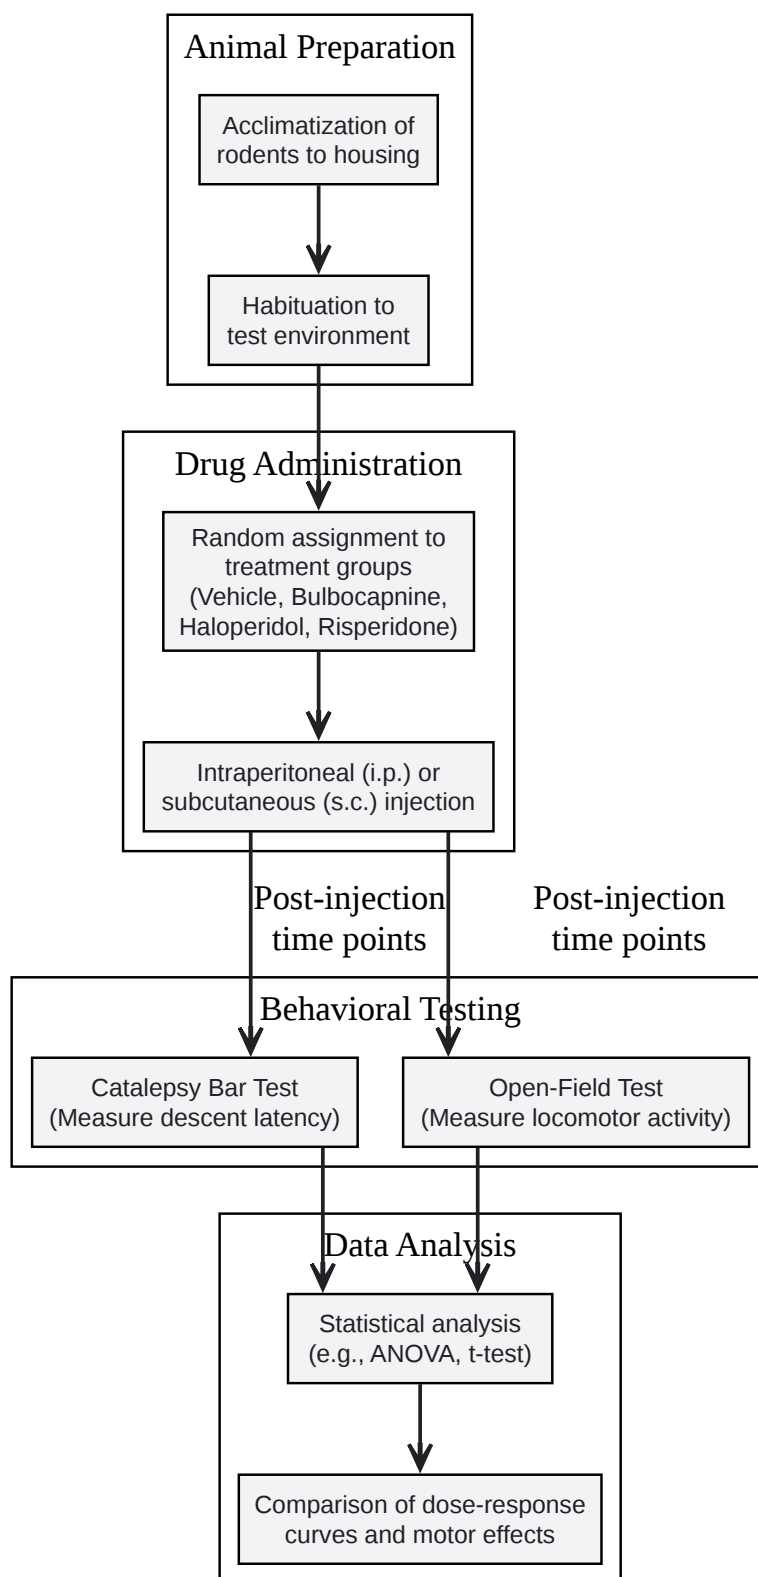 Animal Preparation
Acclimatization of
rodents to housing
Habituation to
test environment
Drug Administration
Random assignment to
treatment groups
(Vehicle, Bulbocapnine,
Haloperidol, Risperidone)
Intraperitoneal (i.p.) or
subcutaneous (s.c.) injection
Post-injection
time points
Post-injection
time points
Behavioral Testing
Catalepsy Bar Test
(Measure descent latency)
Open-Field Test
(Measure locomotor activity)
Data Analysis
Statistical analysis
(e.g., ANOVA, t-test)
Comparison of dose-response
curves and motor effects